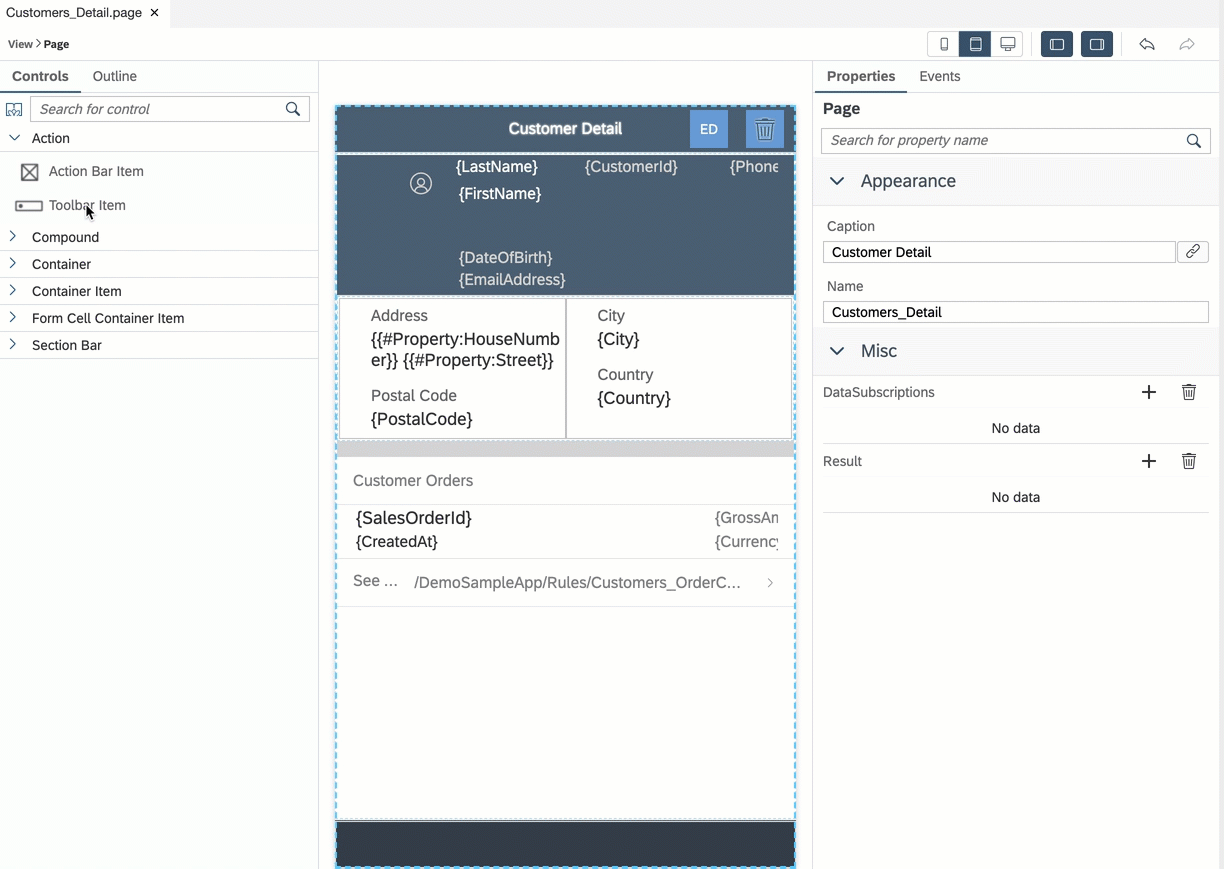 Customers_Detail.page ×
View > Page
Controls Outline
Search for control
Action
Action Bar Item
Toolbar Item
Compound
Container
Container Item
Form Cell Container Item
Section Bar
Customer Detail ED
{LastName} {CustomerId} {Phone
{FirstName}
{DateOfBirth}
{EmailAddress}
Address
{{#Property:HouseNumb
er}} {{#Property:Street}}
Postal Code
{PostalCode}
City
{City}
Country
{Country}
Customer Orders
{SalesOrderId} {GrossAm
{CreatedAt} {Currency
See ... /DemoSampleApp/Rules/Customers_OrderC...
Properties Events
Page
Search for property name
Appearance
Caption
Customer Detail
Name
Customers_Detail
Misc
DataSubscriptions
No data
Result
No data